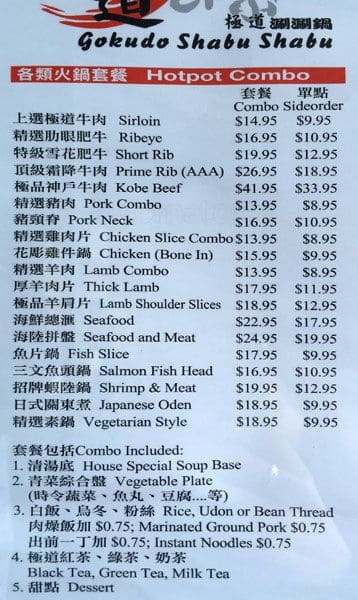 道
極道 涮涮鍋
Gokudo Shabu Shabu
各類火鍋套餐 Hotpot Combo
套餐 單點
Combo Sideorder
上選極道牛肉 Sirloin $14.95 $9.95
精選肋眼肥牛 Ribeye $16.95 $10.95
特級雪花肥牛 Short Rib $19.95 $12.95
頂級霜降牛肉 Prime Rib (AAA) $26.95 $18.95
極品神戶牛肉 Kobe Beef $41.95 $33.95
精選豬肉 Pork Combo $13.95 $8.95
豬頸脊 Pork Neck $16.95 $10.95
精選雞肉片 Chicken Slice Combo $13.95 $8.95
花彫雞件鍋 Chicken (Bone In) $15.95 $9.95
精選羊肉 Lamb Combo $13.95 $8.95
厚羊肉片 Thick Lamb $17.95 $11.95
極品羊肩片 Lamb Shoulder Slices $18.95 $12.95
海鮮總滙 Seafood $22.95 $17.95
海陸拼盤 Seafood and Meat $24.95 $19.95
魚片鍋 Fish Slice $17.95 $9.95
三文魚頭鍋 Salmon Fish Head $16.95 $10.95
招牌蝦陸鍋 Shrimp & Meat $19.95 $12.95
日式關東煮 Japanese Oden $18.95 $9.95
精選素鍋 Vegetarian Style $18.95 $9.95
套餐包括Combo Included:
1. 清湯底 House Special Soup Base
2. 青菜綜合盤 Vegetable Plate
(時令蔬菜、魚丸、豆腐....等)
3. 白飯、烏冬、粉絲 Rice, Udon or Bean Thread
肉燥飯加 $0.75; Marinated Ground Pork $0.75
出前一丁加 $0.75; Instant Noodles $0.75
4. 極道紅茶、綠茶、奶茶
Black Tea, Green Tea, Milk Tea
5. 甜點 Dessert